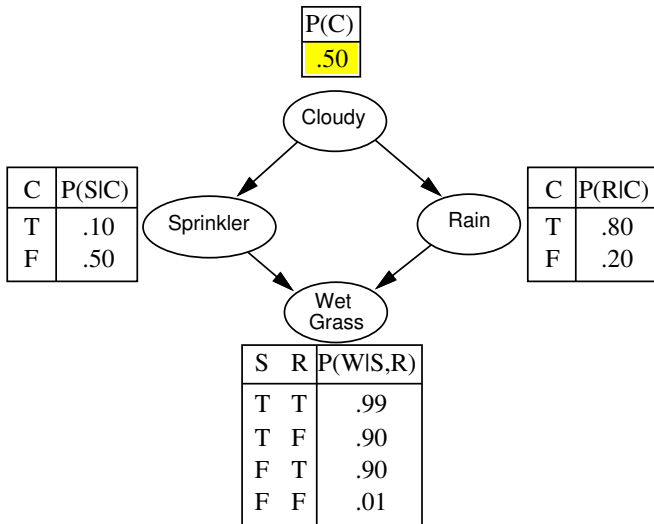 P(C)
.50
Cloudy
C P(S|C)
T .10
F .50
Sprinkler
Rain
C P(R|C)
T .80
F .20
Wet
Grass
S R P(W|S,R)
T T .99
T F .90
F T .90
F F .01